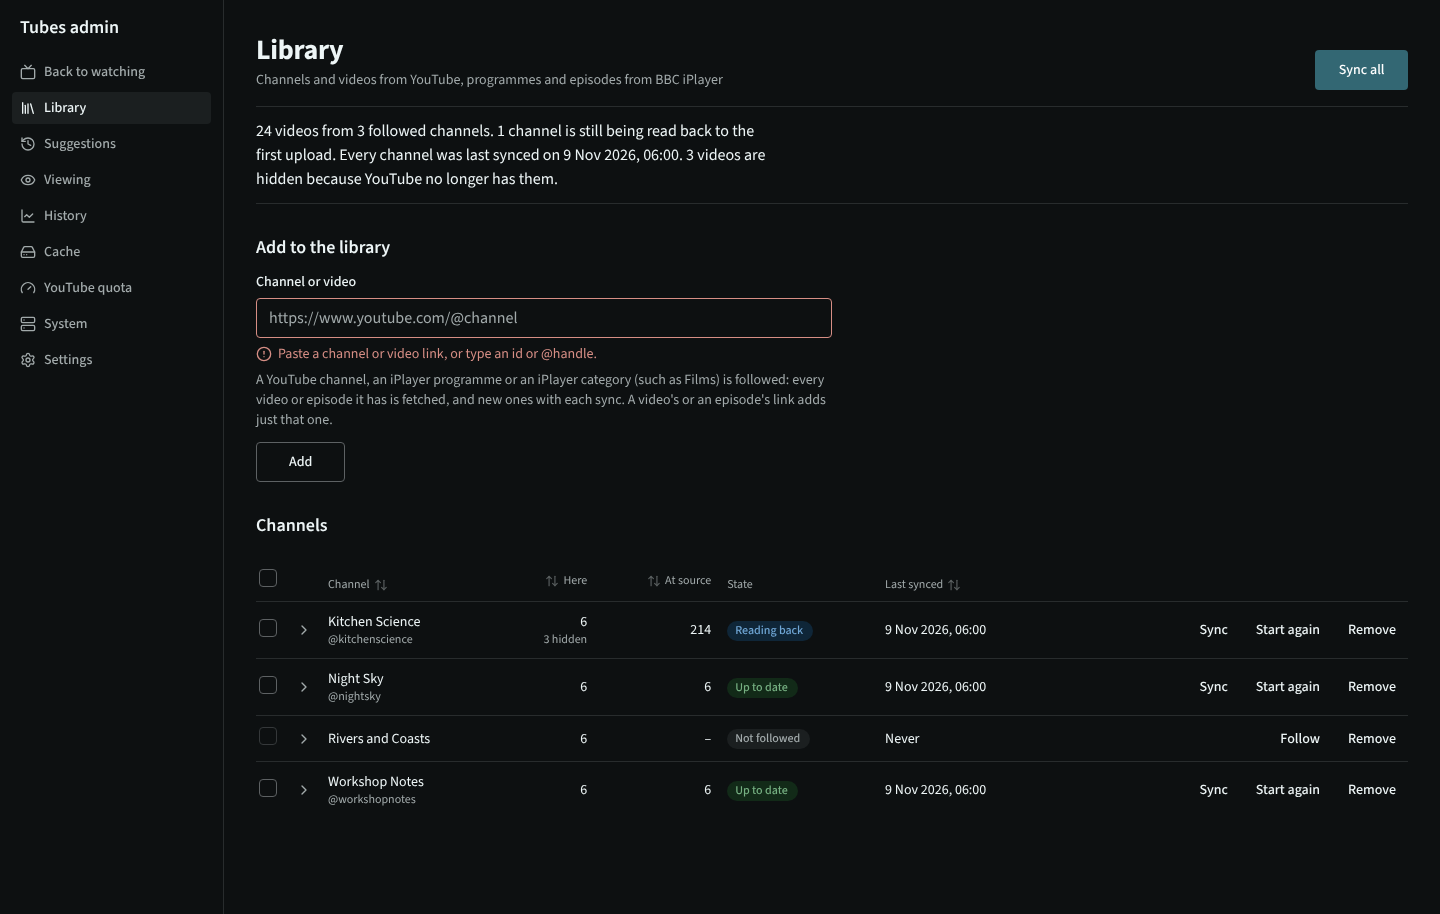 Tubes admin
Back to watching
Library
Suggestions
Viewing
History
Cache
YouTube quota
System
Settings
Library
Channels and videos from YouTube, programmes and episodes from BBC iPlayer
Sync all
24 videos from 3 followed channels. 1 channel is still being read back to the
first upload. Every channel was last synced on 9 Nov 2026, 06:00. 3 videos are
hidden because YouTube no longer has them.
Add to the library
Channel or video
https://www.youtube.com/@channel
Paste a channel or video link, or type an id or @handle.
A YouTube channel, an iPlayer programme or an iPlayer category (such as Films) is followed: every
video or episode it has is fetched, and new ones with each sync. A video's or an episode's link adds
just that one.
Add
Channels
Channel Here At source State Last synced
Kitchen Science 6 214 Reading back 9 Nov 2026, 06:00 Sync Start again Remove
@kitchenscience 3 hidden
Night Sky 6 6 Up to date 9 Nov 2026, 06:00 Sync Start again Remove
@nightsky
Rivers and Coasts 6 – Not followed Never Follow Remove
Workshop Notes 6 6 Up to date 9 Nov 2026, 06:00 Sync Start again Remove
@workshopnotes